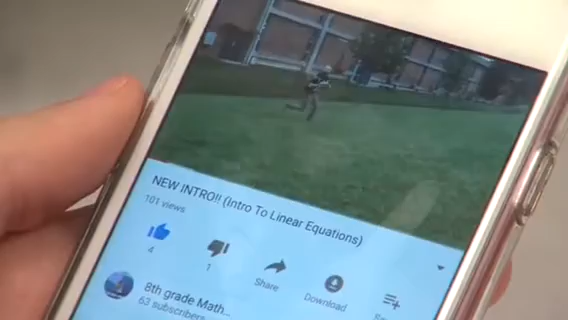 NEW INTRO!! (Intro To Linear Equations)
101 views
4
1
Share
Download
8th grade Math...
63 subscribers